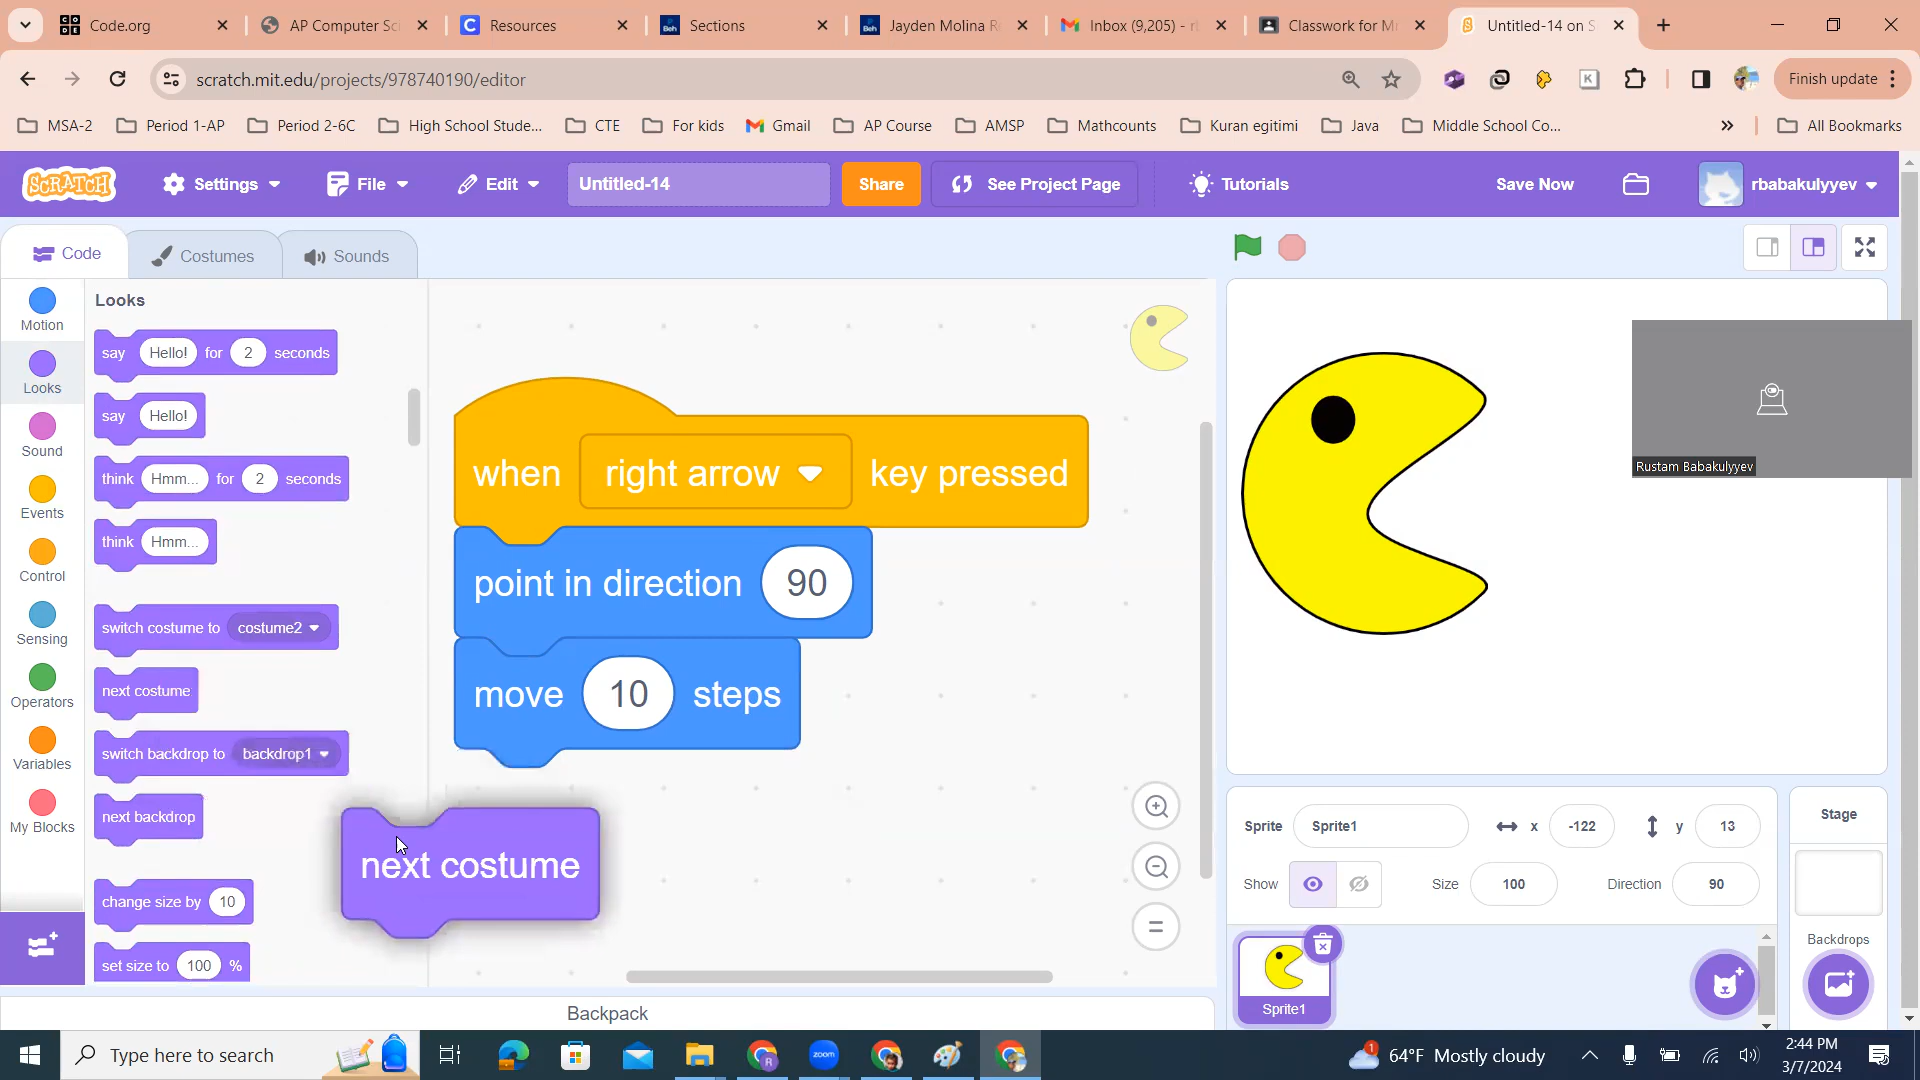 Code.org
AP Computer Sci
Resources
Sections
Jayden Molina R
Inbox (9,205) - rb
Classwork for Mr
Untitled-14 on S
scratch.mit.edu/projects/978740190/editor
Finish update
MSA-2
Period 1-AP
Period 2-6C
High School Stude...
CTE
For kids
Gmail
AP Course
AMSP
Mathcounts
Kuran egitimi
Java
Middle School Co...
All Bookmarks
SCRATCH
Settings
File
Edit
Untitled-14
Share
See Project Page
Tutorials
Save Now
rbabakulyyev
Code
Costumes
Sounds
Motion
Looks
Sound
Events
Control
Sensing
Operators
Variables
My Blocks
Looks
say Hello! for 2 seconds
say Hello!
think Hmm... for 2 seconds
think Hmm...
switch costume to costume2
next costume
switch backdrop to backdrop1
next backdrop
change size by 10
set size to 100 %
when right arrow key pressed
point in direction 90
move 10 steps
next costume
Backpack
Rustam Babakulyyev
Sprite Sprite1 x -122 y 13
Show Size 100 Direction 90
Sprite1
Stage
Backdrops
Type here to search
zoom
1
64°F Mostly cloudy
2:44 PM
3/7/2024